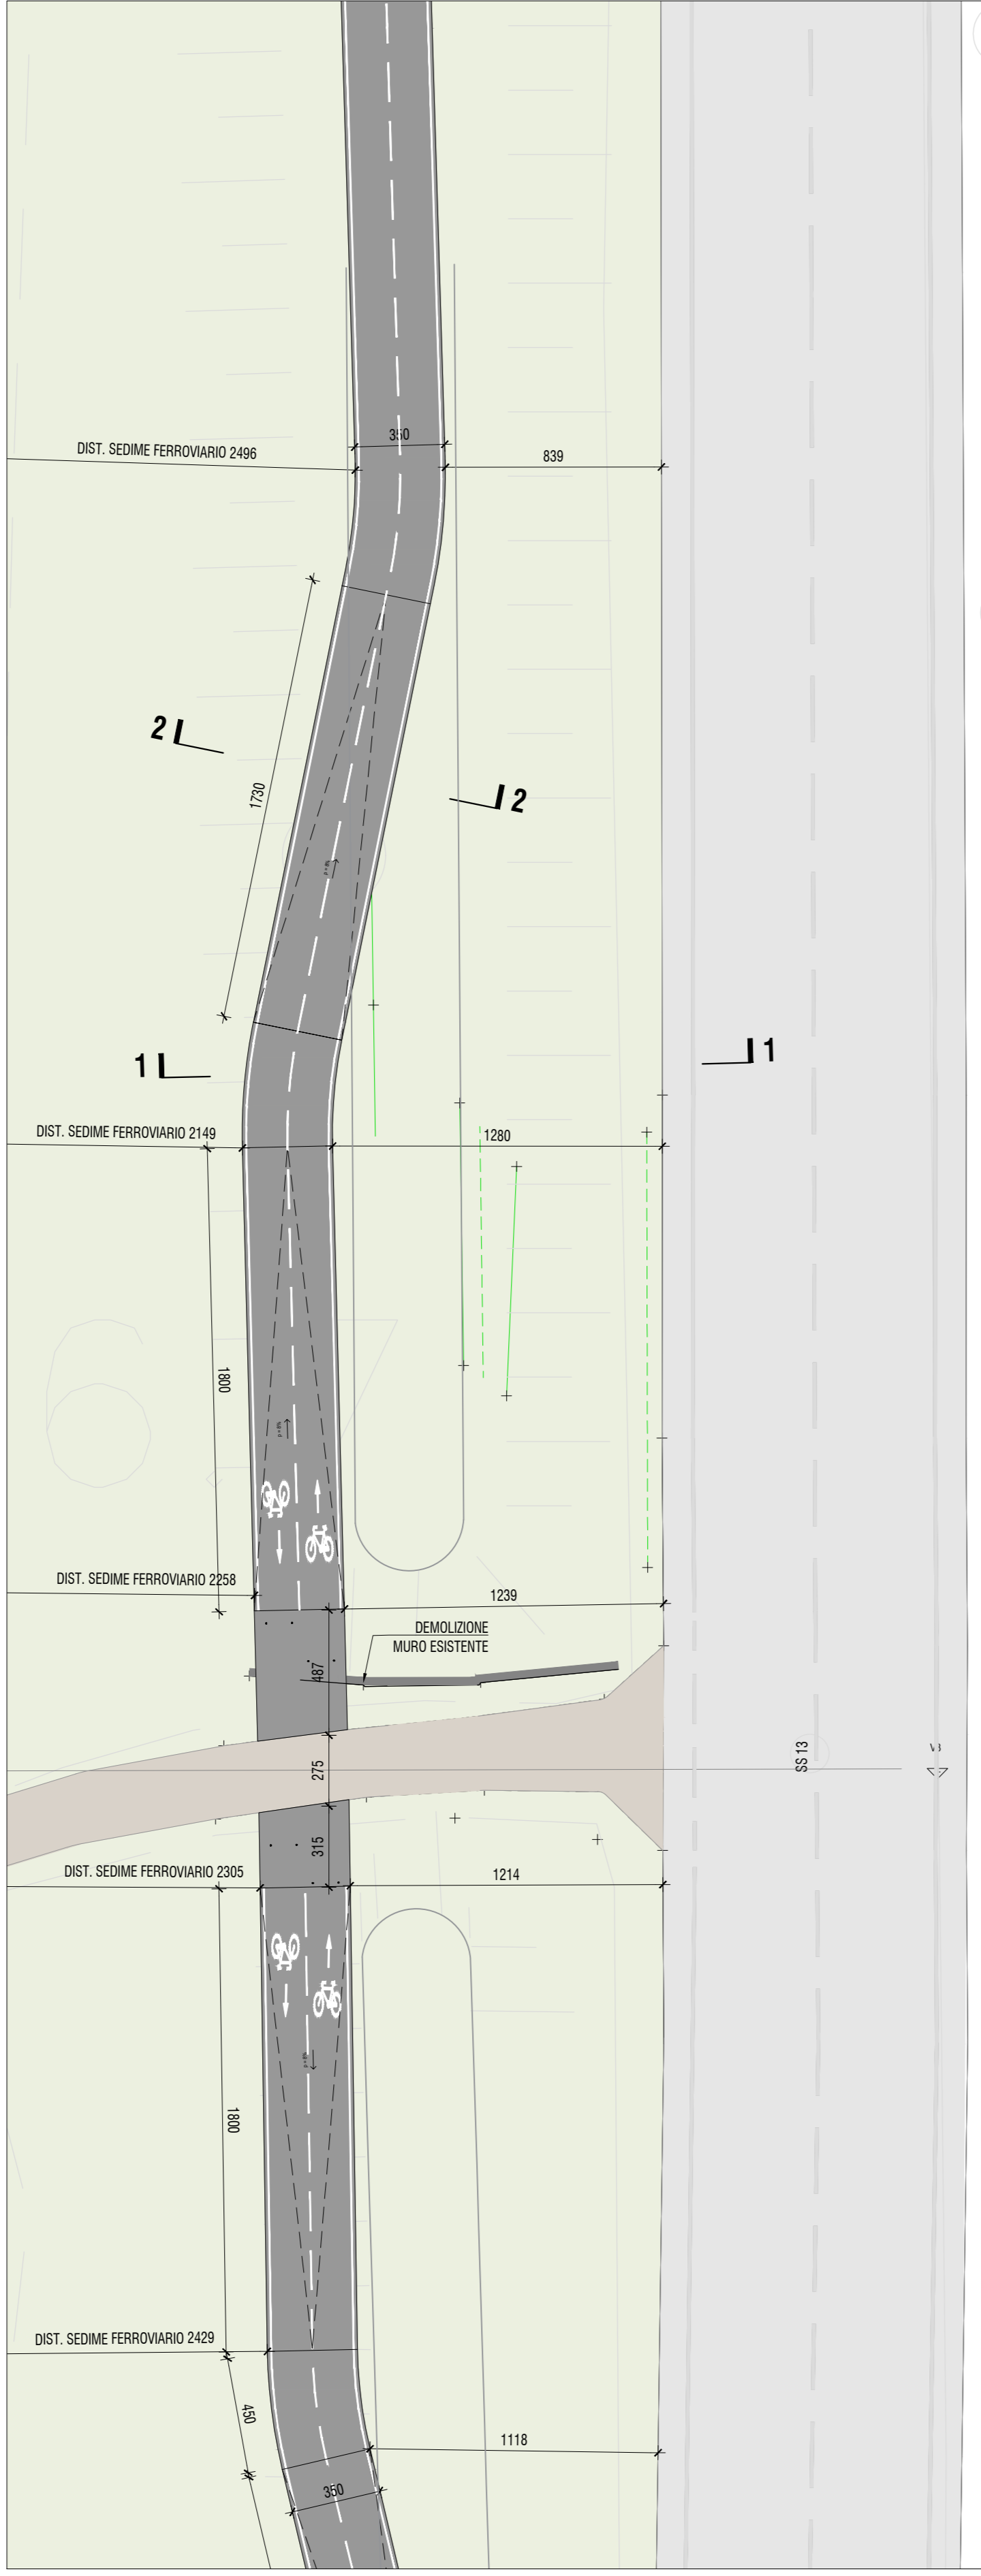 350
DIST. SEDIME FERROVIARIO 2496
839
2
2
1730
1
1
DIST. SEDIME FERROVIARIO 2149
1280
1800
DIST. SEDIME FERROVIARIO 2258
1239
DEMOLIZIONE
MURO ESISTENTE
487
275
SS 13
315
DIST. SEDIME FERROVIARIO 2305
1214
1800
DIST. SEDIME FERROVIARIO 2429
450
1118
350